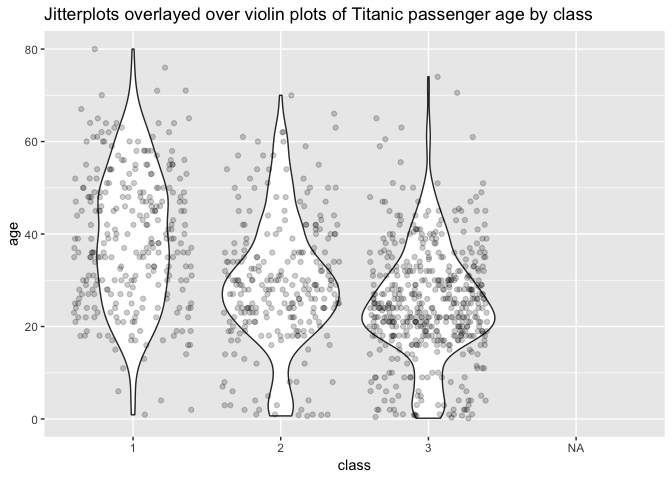 Jitterplots overlayed over violin plots of Titanic passenger age by class
80
60
40
20
0
age
1 2 3 NA
class